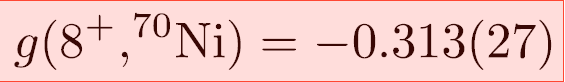 g(8⁺,⁷⁰Ni) = −0.313(27)